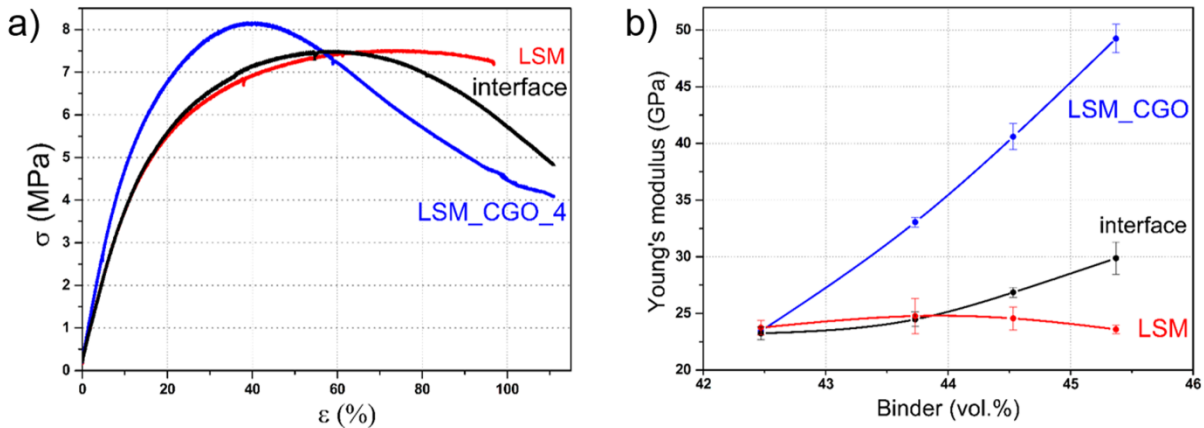 a)
σ (MPa)
8
7
6
5
4
3
2
1
0
LSM
interface
LSM_CGO_4
0 20 40 60 80 100
ε (%)
b)
Young's modulus (GPa)
50
45
40
35
30
25
20
LSM_CGO
interface
LSM
42 43 44 45 46
Binder (vol.%)